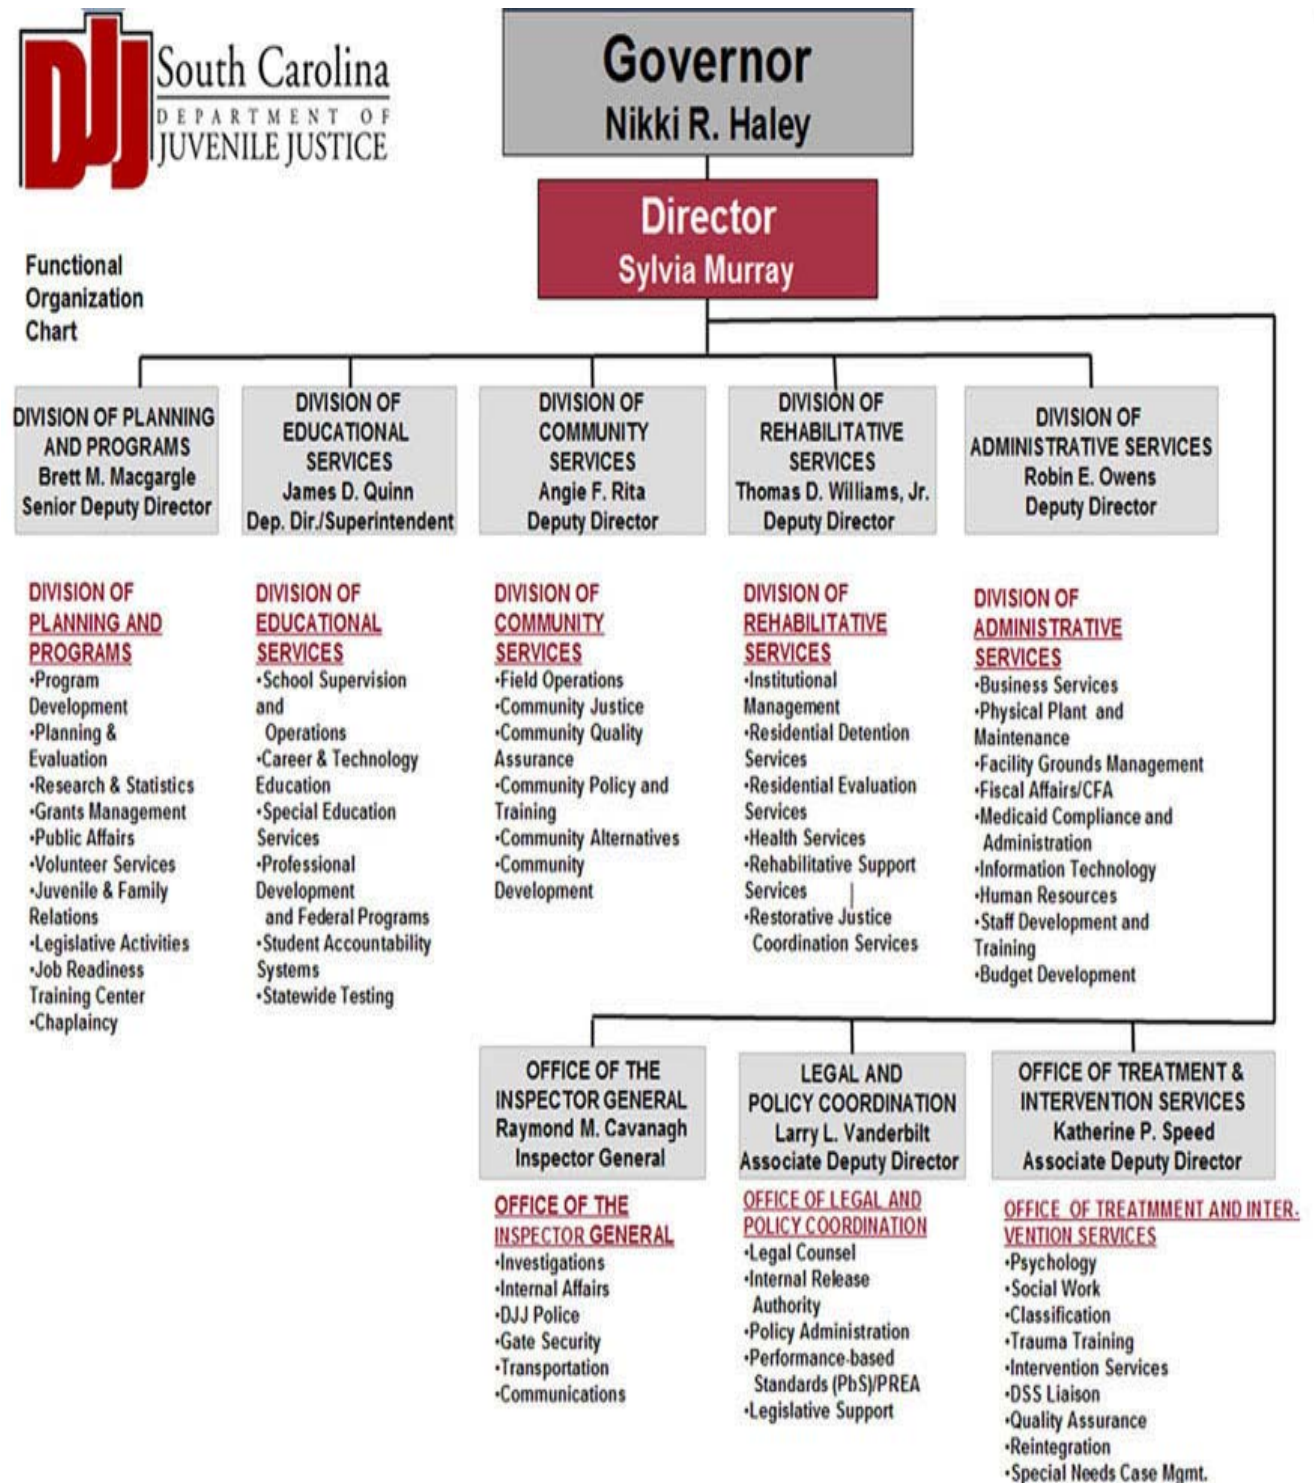 DJJ
South Carolina
DEPARTMENT OF
JUVENILE JUSTICE
Governor
Nikki R. Haley
Director
Sylvia Murray
Functional
Organization
Chart
DIVISION OF PLANNING
AND PROGRAMS
Brett M. Macgargle
Senior Deputy Director
DIVISION OF
EDUCATIONAL
SERVICES
James D. Quinn
Dep. Dir./Superintendent
DIVISION OF
COMMUNITY
SERVICES
Angie F. Rita
Deputy Director
DIVISION OF
REHABILITATIVE
SERVICES
Thomas D. Williams, Jr.
Deputy Director
DIVISION OF
ADMINISTRATIVE SERVICES
Robin E. Owens
Deputy Director
DIVISION OF
PLANNING AND
PROGRAMS
•Program
Development
•Planning &
Evaluation
•Research & Statistics
•Grants Management
•Public Affairs
•Volunteer Services
•Juvenile & Family
Relations
•Legislative Activities
•Job Readiness
Training Center
•Chaplaincy
DIVISION OF
EDUCATIONAL
SERVICES
•School Supervision
and
Operations
•Career & Technology
Education
•Special Education
Services
•Professional
Development
and Federal Programs
•Student Accountability
Systems
•Statewide Testing
DIVISION OF
COMMUNITY
SERVICES
•Field Operations
•Community Justice
•Community Quality
Assurance
•Community Policy and
Training
•Community Alternatives
•Community
Development
DIVISION OF
REHABILITATIVE
SERVICES
•Institutional
Management
•Residential Detention
Services
•Residential Evaluation
Services
•Health Services
•Rehabilitative Support
Services
•Restorative Justice
Coordination Services
DIVISION OF
ADMINISTRATIVE
SERVICES
•Business Services
•Physical Plant and
Maintenance
•Facility Grounds Management
•Fiscal Affairs/CFA
•Medicaid Compliance and
Administration
•Information Technology
•Human Resources
•Staff Development and
Training
•Budget Development
OFFICE OF THE
INSPECTOR GENERAL
Raymond M. Cavanagh
Inspector General
LEGAL AND
POLICY COORDINATION
Larry L. Vanderbilt
Associate Deputy Director
OFFICE OF TREATMENT &
INTERVENTION SERVICES
Katherine P. Speed
Associate Deputy Director
OFFICE OF THE
INSPECTOR GENERAL
•Investigations
•Internal Affairs
•DJJ Police
•Gate Security
•Transportation
•Communications
OFFICE OF LEGAL AND
POLICY COORDINATION
•Legal Counsel
•Internal Release
Authority
•Policy Administration
•Performance-based
Standards (PbS)/PREA
•Legislative Support
OFFICE OF TREATMMENT AND INTER-
VENTION SERVICES
•Psychology
•Social Work
•Classification
•Trauma Training
•Intervention Services
•DSS Liaison
•Quality Assurance
•Reintegration
•Special Needs Case Mgmt.